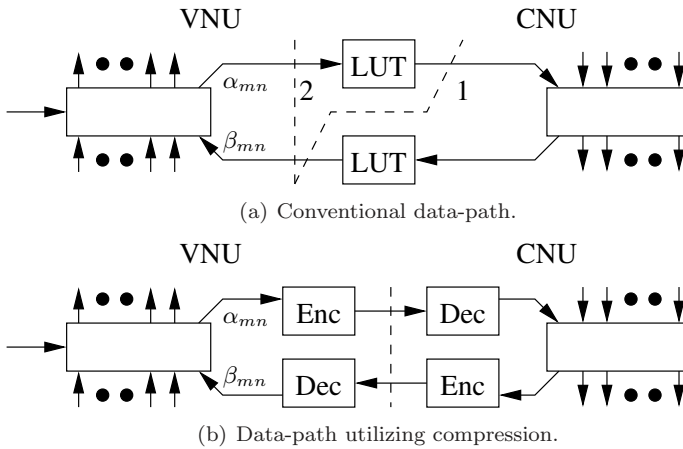 VNU CNU
α_mn LUT
2 1
β_mn LUT
(a) Conventional data-path.
VNU CNU
α_mn Enc Dec
β_mn Dec Enc
(b) Data-path utilizing compression.